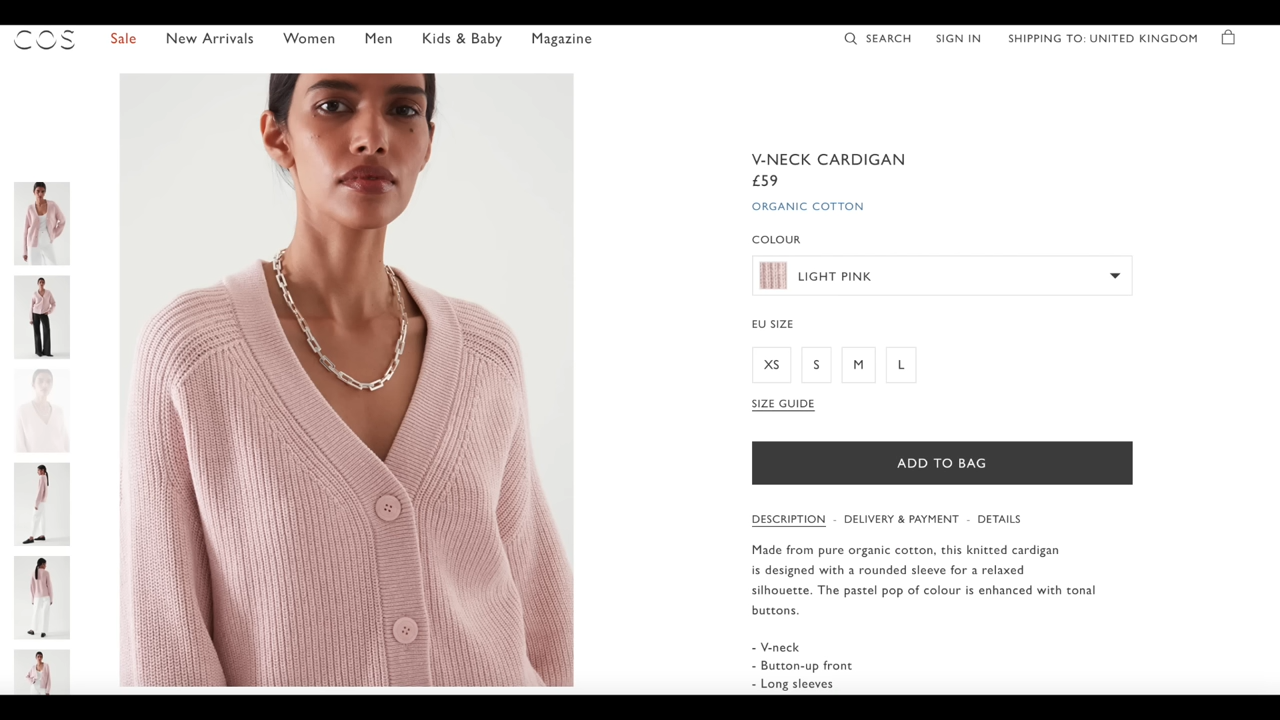 COS
Sale
New Arrivals
Women
Men
Kids & Baby
Magazine
SEARCH
SIGN IN
SHIPPING TO: UNITED KINGDOM
V-NECK CARDIGAN
£59
ORGANIC COTTON
COLOUR
LIGHT PINK
EU SIZE
XS
S
M
L
SIZE GUIDE
ADD TO BAG
DESCRIPTION - DELIVERY & PAYMENT - DETAILS
Made from pure organic cotton, this knitted cardigan
is designed with a rounded sleeve for a relaxed
silhouette. The pastel pop of colour is enhanced with tonal
buttons.
- V-neck
- Button-up front
- Long sleeves